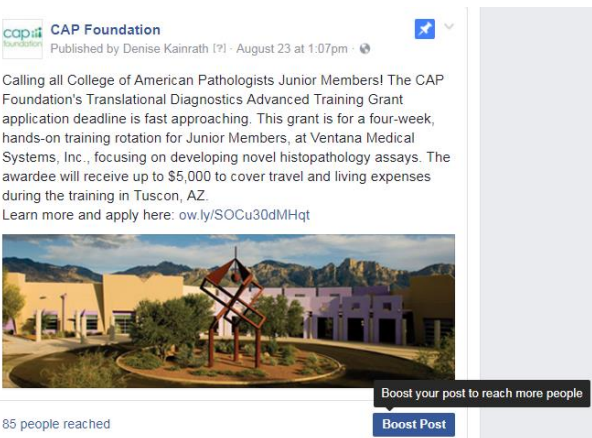 cap
foundation
CAP Foundation
Published by Denise Kainrath [?] · August 23 at 1:07pm ·
Calling all College of American Pathologists Junior Members! The CAP
Foundation's Translational Diagnostics Advanced Training Grant
application deadline is fast approaching. This grant is for a four-week,
hands-on training rotation for Junior Members, at Ventana Medical
Systems, Inc., focusing on developing novel histopathology assays. The
awardee will receive up to $5,000 to cover travel and living expenses
during the training in Tuscon, AZ.
Learn more and apply here: ow.ly/SOCu30dMHqt
Boost your post to reach more people
85 people reached
Boost Post